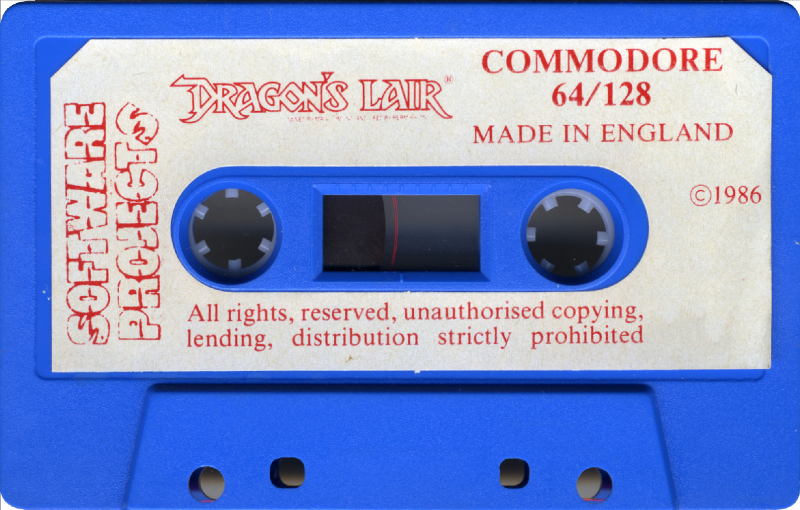 SOFTWARE
PROJECTS
DRAGON'S LAIR®
COMMODORE
64/128
MADE IN ENGLAND
©1986
All rights, reserved, unauthorised copying,
lending, distribution strictly prohibited